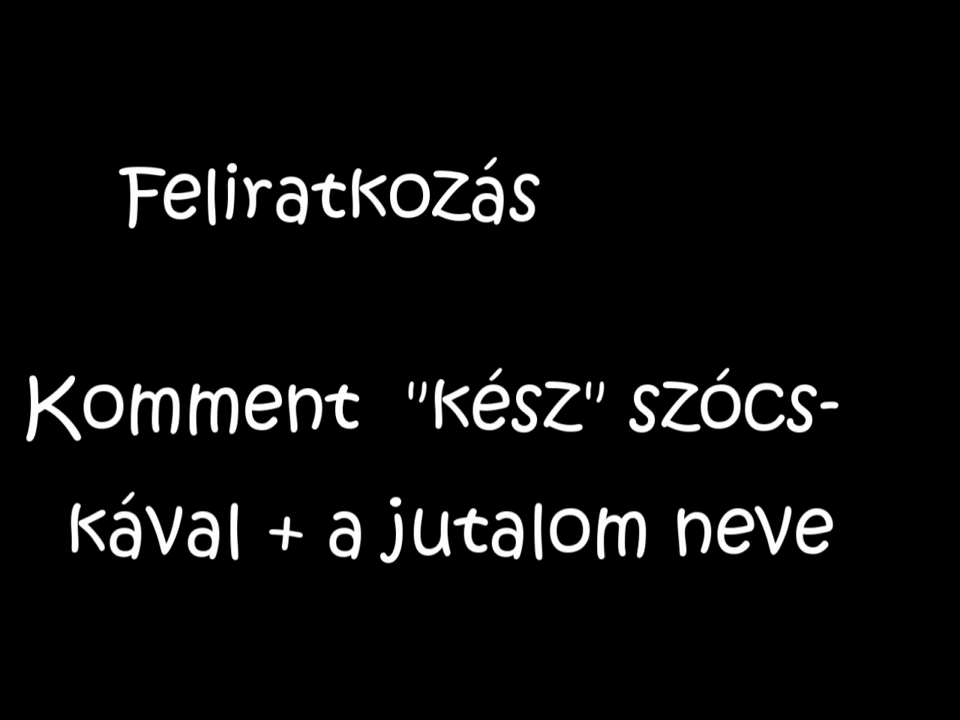 Feliratkozás
Komment "kész" szócs-
kával + a jutalom neve